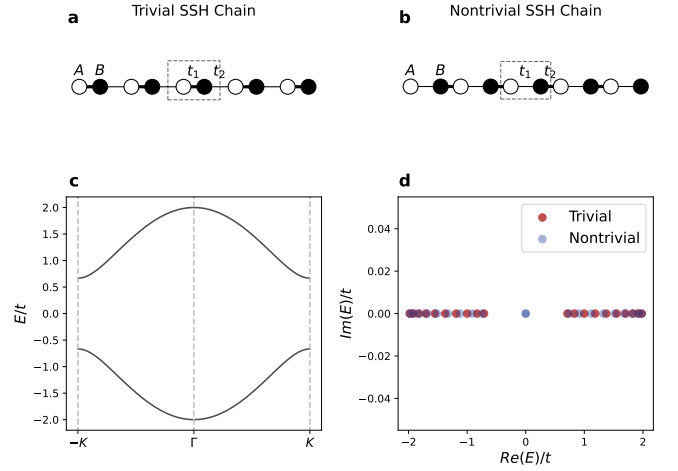 a Trivial SSH Chain
A B t₁ t₂
b Nontrivial SSH Chain
A B t₁ t₂
c
2.0
1.5
1.0
0.5
0.0
−0.5
−1.0
−1.5
−2.0
E/t
−K Γ K
d
Trivial
Nontrivial
0.04
0.02
0.00
−0.02
−0.04
Im(E)/t
−2 −1 0 1 2
Re(E)/t